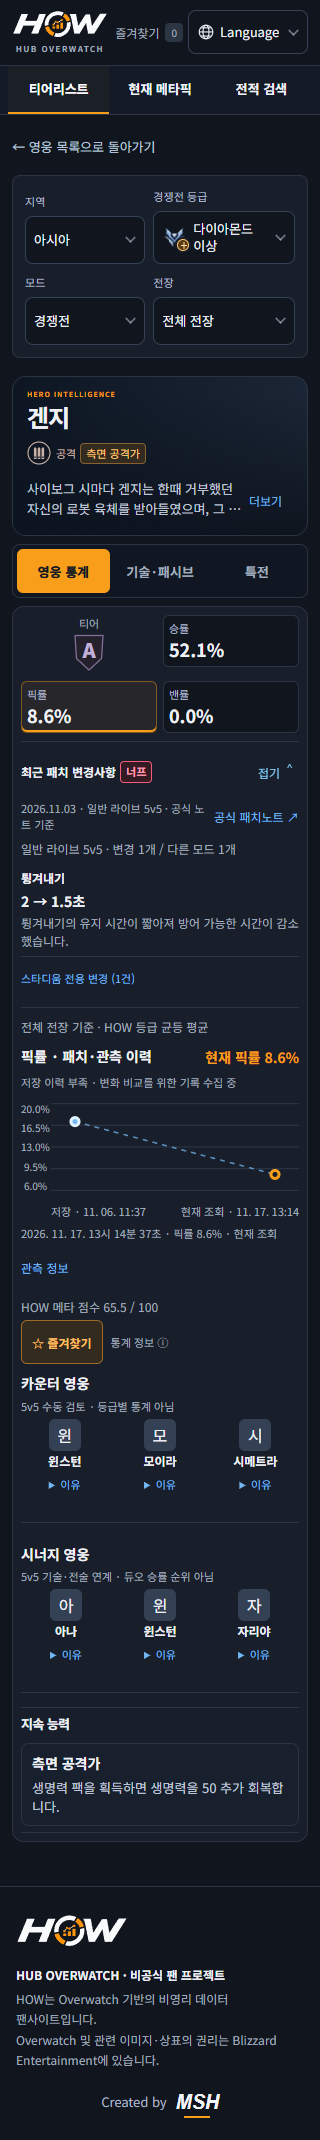 HOW
HUB OVERWATCH
즐겨찾기 0
Language
티어리스트 현재 메타픽 전적 검색
← 영웅 목록으로 돌아가기
지역
경쟁전 등급
아시아
다이아몬드
이상
모드
전장
경쟁전
전체 전장
HERO INTELLIGENCE
겐지
공격 측면 공격가
사이보그 시마다 겐지는 한때 거부했던
자신의 로봇 육체를 받아들였으며, 그 …
더보기
영웅 통계 기술·패시브 특전
티어
A
승률
52.1%
픽률
8.6%
밴률
0.0%
최근 패치 변경사항 너프 접기 ^
2026.11.03 · 일반 라이브 5v5 · 공식 노
트 기준
공식 패치노트 ↗
일반 라이브 5v5 · 변경 1개 / 다른 모드 1개
튕겨내기
2 → 1.5초
튕겨내기의 유지 시간이 짧아져 방어 가능한 시간이 감소
했습니다.
스타디움 전용 변경 (1건)
전체 전장 기준 · HOW 등급 균등 평균
픽률 · 패치·관측 이력 현재 픽률 8.6%
저장 이력 부족 · 변화 비교를 위한 기록 수집 중
20.0%
16.5%
13.0%
9.5%
6.0%
저장 · 11. 06. 11:37 현재 조회 · 11. 17. 13:14
2026. 11. 17. 13시 14분 37초 · 픽률 8.6% · 현재 조회
관측 정보
HOW 메타 점수 65.5 / 100
☆ 즐겨찾기 통계 정보 ⓘ
카운터 영웅
5v5 수동 검토 · 등급별 통계 아님
윈 모 시
윈스턴 모이라 시메트라
▶ 이유 ▶ 이유 ▶ 이유
시너지 영웅
5v5 기술·전술 연계 · 듀오 승률 순위 아님
아 윈 자
아나 윈스턴 자리야
▶ 이유 ▶ 이유 ▶ 이유
지속 능력
측면 공격가
생명력 팩을 획득하면 생명력을 50 추가 회복합
니다.
HOW
HUB OVERWATCH · 비공식 팬 프로젝트
HOW는 Overwatch 기반의 비영리 데이터
팬사이트입니다.
Overwatch 및 관련 이미지·상표의 권리는 Blizzard
Entertainment에 있습니다.
Created by MSH